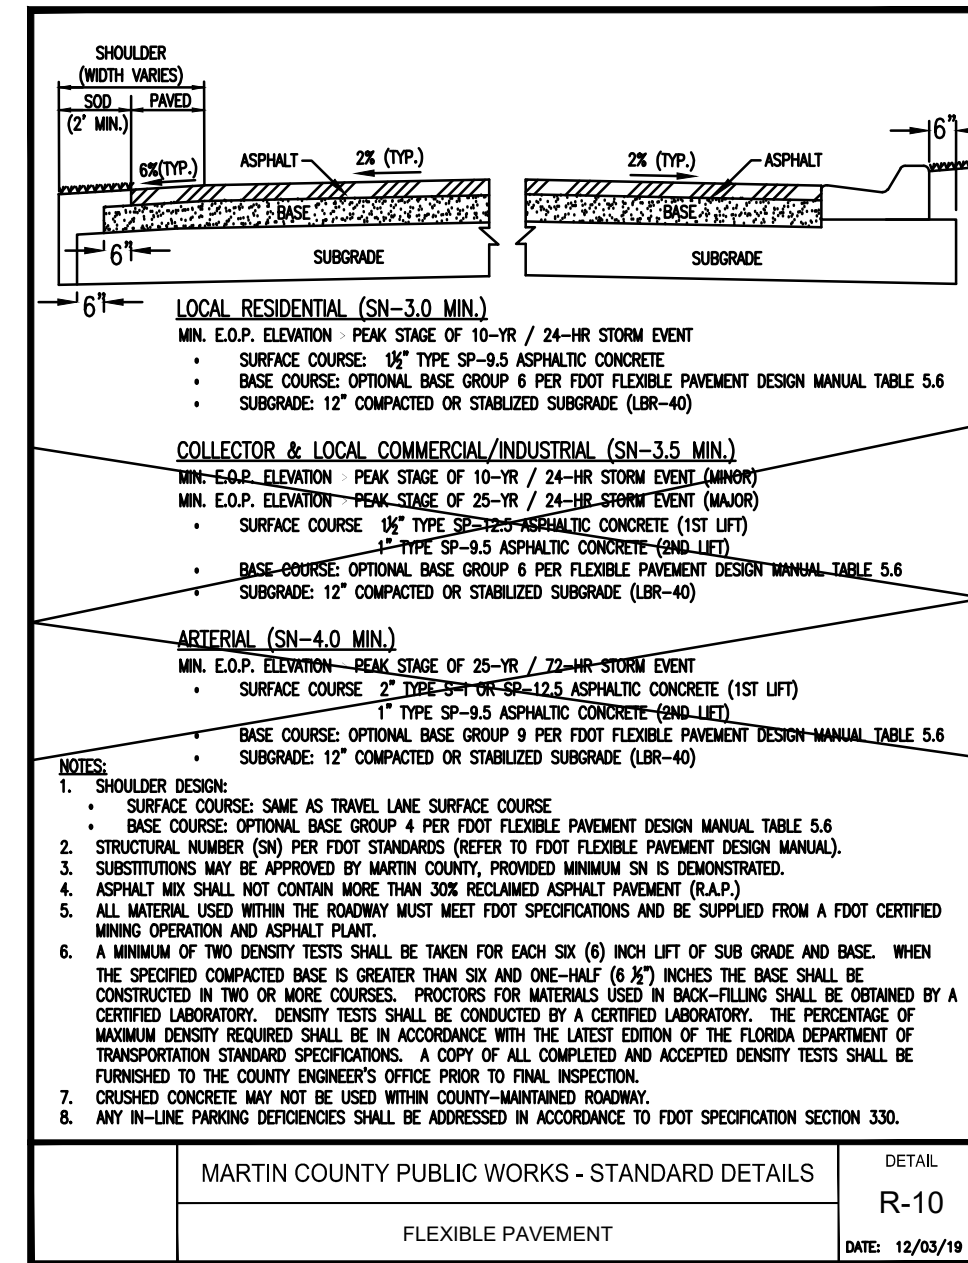 SHOULDER
(WIDTH VARIES)
SOD PAVED
(2' MIN.)
6%(TYP.)
ASPHALT
2% (TYP.)
2% (TYP.)
ASPHALT
6"
BASE
BASE
6"
SUBGRADE
SUBGRADE
6"
LOCAL RESIDENTIAL (SN-3.0 MIN.)
MIN. E.O.P. ELEVATION > PEAK STAGE OF 10-YR / 24-HR STORM EVENT
• SURFACE COURSE: 1½" TYPE SP-9.5 ASPHALTIC CONCRETE
• BASE COURSE: OPTIONAL BASE GROUP 6 PER FDOT FLEXIBLE PAVEMENT DESIGN MANUAL TABLE 5.6
• SUBGRADE: 12" COMPACTED OR STABLIZED SUBGRADE (LBR-40)
COLLECTOR & LOCAL COMMERCIAL/INDUSTRIAL (SN-3.5 MIN.)
MIN. E.O.P. ELEVATION > PEAK STAGE OF 10-YR / 24-HR STORM EVENT (MINOR)
MIN. E.O.P. ELEVATION > PEAK STAGE OF 25-YR / 24-HR STORM EVENT (MAJOR)
• SURFACE COURSE 1½" TYPE SP-12.5 ASPHALTIC CONCRETE (1ST LIFT)
1" TYPE SP-9.5 ASPHALTIC CONCRETE (2ND LIFT)
• BASE COURSE: OPTIONAL BASE GROUP 6 PER FLEXIBLE PAVEMENT DESIGN MANUAL TABLE 5.6
• SUBGRADE: 12" COMPACTED OR STABILIZED SUBGRADE (LBR-40)
ARTERIAL (SN-4.0 MIN.)
MIN. E.O.P. ELEVATION > PEAK STAGE OF 25-YR / 72-HR STORM EVENT
• SURFACE COURSE 2" TYPE S-1 OR SP-12.5 ASPHALTIC CONCRETE (1ST LIFT)
1" TYPE SP-9.5 ASPHALTIC CONCRETE (2ND LIFT)
• BASE COURSE: OPTIONAL BASE GROUP 9 PER FDOT FLEXIBLE PAVEMENT DESIGN MANUAL TABLE 5.6
• SUBGRADE: 12" COMPACTED OR STABILIZED SUBGRADE (LBR-40)
NOTES:
1. SHOULDER DESIGN:
• SURFACE COURSE: SAME AS TRAVEL LANE SURFACE COURSE
• BASE COURSE: OPTIONAL BASE GROUP 4 PER FDOT FLEXIBLE PAVEMENT DESIGN MANUAL TABLE 5.6
2. STRUCTURAL NUMBER (SN) PER FDOT STANDARDS (REFER TO FDOT FLEXIBLE PAVEMENT DESIGN MANUAL).
3. SUBSTITUTIONS MAY BE APPROVED BY MARTIN COUNTY, PROVIDED MINIMUM SN IS DEMONSTRATED.
4. ASPHALT MIX SHALL NOT CONTAIN MORE THAN 30% RECLAIMED ASPHALT PAVEMENT (R.A.P.)
5. ALL MATERIAL USED WITHIN THE ROADWAY MUST MEET FDOT SPECIFICATIONS AND BE SUPPLIED FROM A FDOT CERTIFIED
MINING OPERATION AND ASPHALT PLANT.
6. A MINIMUM OF TWO DENSITY TESTS SHALL BE TAKEN FOR EACH SIX (6) INCH LIFT OF SUB GRADE AND BASE. WHEN
THE SPECIFIED COMPACTED BASE IS GREATER THAN SIX AND ONE-HALF (6 ½") INCHES THE BASE SHALL BE
CONSTRUCTED IN TWO OR MORE COURSES. PROCTORS FOR MATERIALS USED IN BACK-FILLING SHALL BE OBTAINED BY A
CERTIFIED LABORATORY. DENSITY TESTS SHALL BE CONDUCTED BY A CERTIFIED LABORATORY. THE PERCENTAGE OF
MAXIMUM DENSITY REQUIRED SHALL BE IN ACCORDANCE WITH THE LATEST EDITION OF THE FLORIDA DEPARTMENT OF
TRANSPORTATION STANDARD SPECIFICATIONS. A COPY OF ALL COMPLETED AND ACCEPTED DENSITY TESTS SHALL BE
FURNISHED TO THE COUNTY ENGINEER'S OFFICE PRIOR TO FINAL INSPECTION.
7. CRUSHED CONCRETE MAY NOT BE USED WITHIN COUNTY-MAINTAINED ROADWAY.
8. ANY IN-LINE PARKING DEFICIENCIES SHALL BE ADDRESSED IN ACCORDANCE TO FDOT SPECIFICATION SECTION 330.
MARTIN COUNTY PUBLIC WORKS - STANDARD DETAILS
FLEXIBLE PAVEMENT
DETAIL
R-10
DATE: 12/03/19